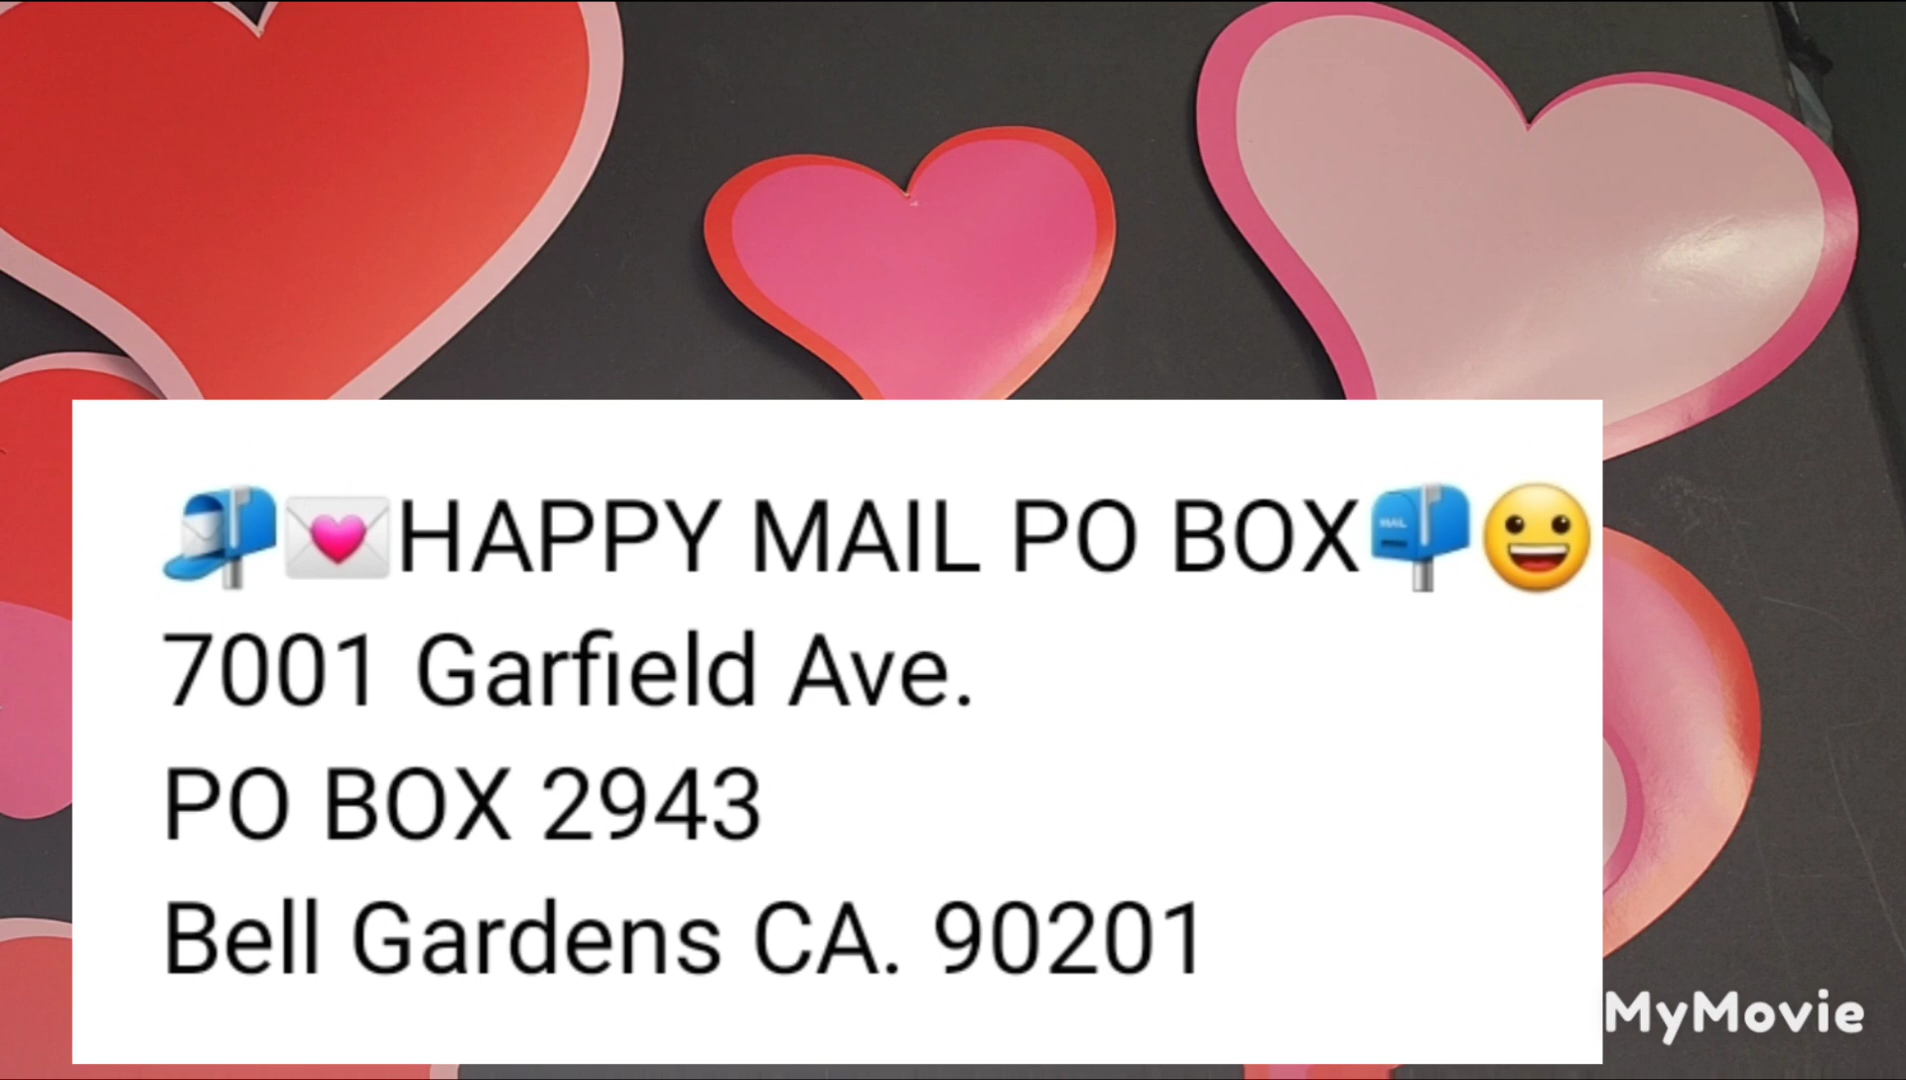 📬💌HAPPY MAIL PO BOX📫😀
7001 Garfield Ave.
PO BOX 2943
Bell Gardens CA. 90201
MyMovie